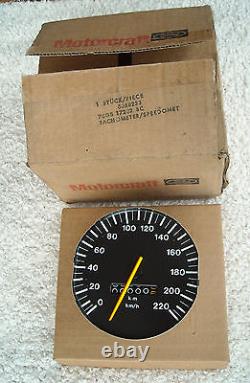 Motorcraft
1 STÜCK/PIECE
TACHOMETER/SPEEDOMET
Motorcraft
0
20
40
60
80
100
120
140
160
180
200
220
km
km/h